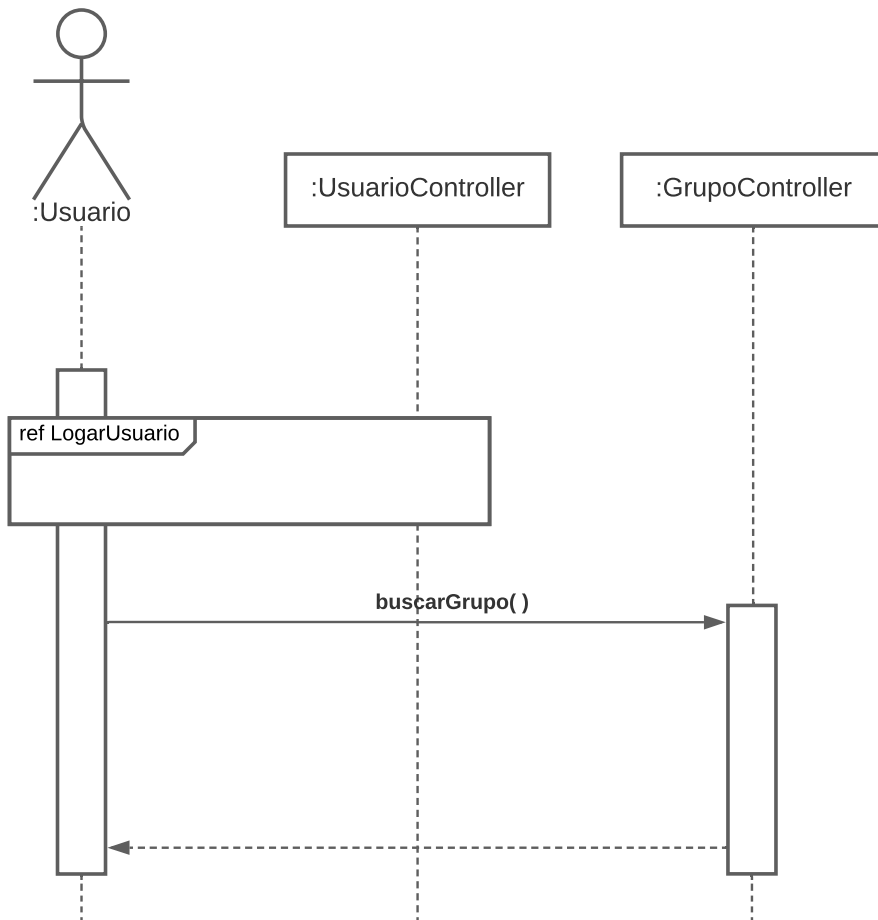 :Usuario
:UsuarioController
:GrupoController
ref LogarUsuario
buscarGrupo( )